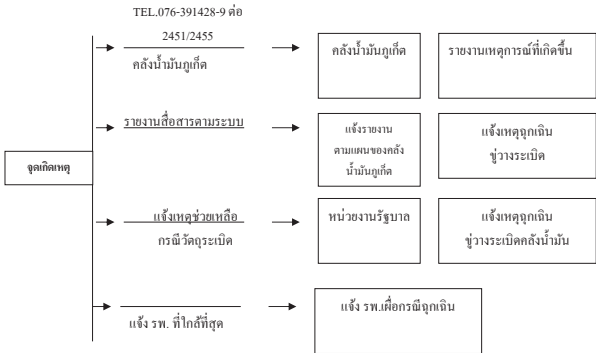 TEL.076-391428-9 ต่อ
2451/2455
คลังน้ำมันภูเก็ต
คลังน้ำมันภูเก็ต
รายงานเหตุการณ์ที่เกิดขึ้น
รายงานสื่อสารตามระบบ
แจ้งรายงาน
ตามแผนของคลัง
น้ำมันภูเก็ต
แจ้งเหตุฉุกเฉิน
ขู่วางระเบิด
จุดเกิดเหตุ
แจ้งเหตุช่วยเหลือ
กรณีวัตถุระเบิด
หน่วยงานรัฐบาล
แจ้งเหตุฉุกเฉิน
ขู่วางระเบิดคลังน้ำมัน
แจ้ง รพ. ที่ใกล้ที่สุด
แจ้ง รพ.เผื่อกรณีฉุกเฉิน